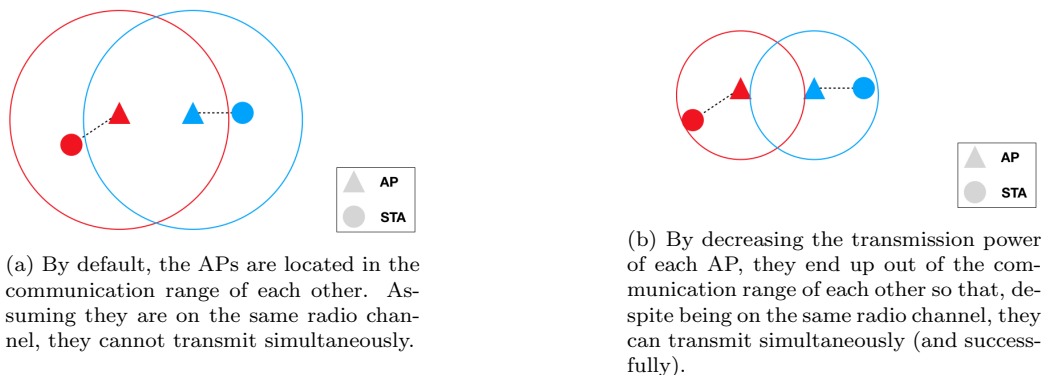 AP
STA
(a) By default, the APs are located in the
communication range of each other. As-
suming they are on the same radio chan-
nel, they cannot transmit simultaneously.
AP
STA
(b) By decreasing the transmission power
of each AP, they end up out of the com-
munication range of each other so that, de-
spite being on the same radio channel, they
can transmit simultaneously (and success-
fully).